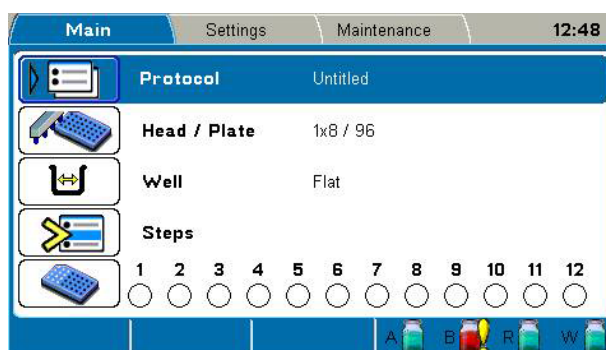 Main Settings Maintenance 12:48
Protocol Untitled
Head / Plate 1x8 / 96
Well Flat
Steps
1 2 3 4 5 6 7 8 9 10 11 12
A B R W